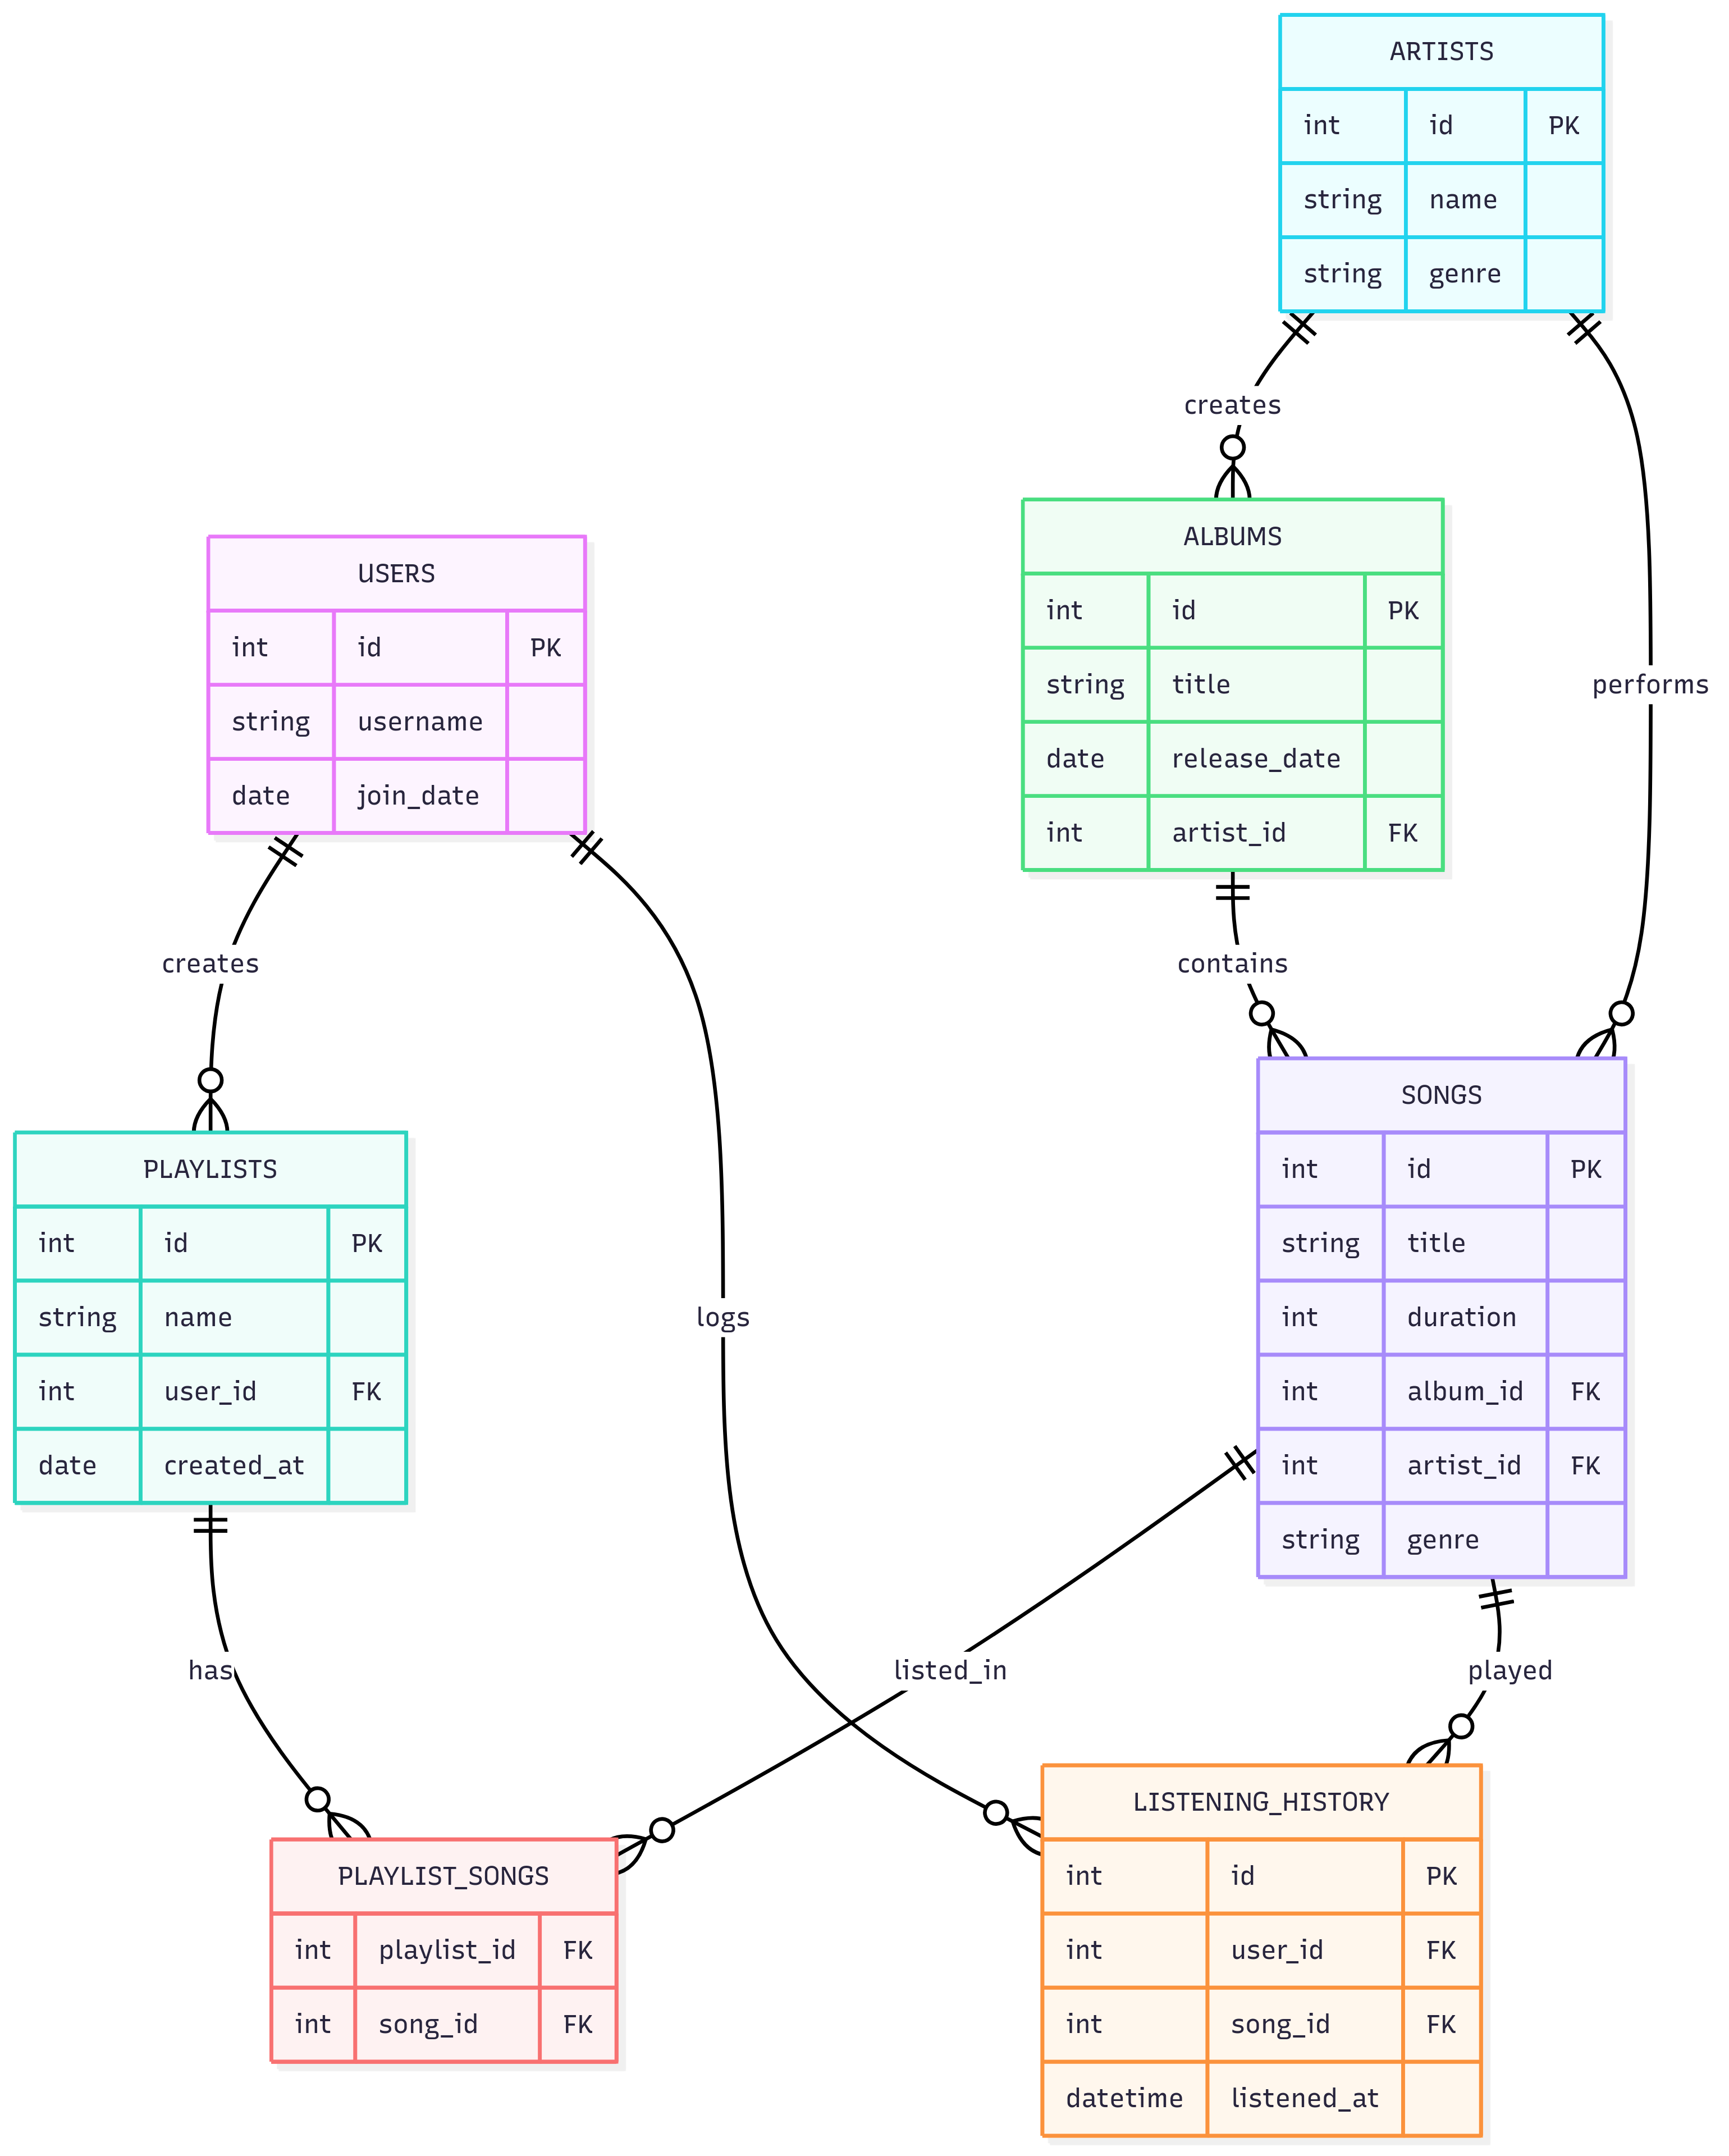 ARTISTS
int id PK
string name
string genre
creates
performs
ALBUMS
int id PK
string title
date release_date
int artist_id FK
USERS
int id PK
string username
date join_date
creates
contains
logs
SONGS
int id PK
string title
int duration
int album_id FK
int artist_id FK
string genre
PLAYLISTS
int id PK
string name
int user_id FK
date created_at
has
listed_in
played
PLAYLIST_SONGS
int playlist_id FK
int song_id FK
LISTENING_HISTORY
int id PK
int user_id FK
int song_id FK
datetime listened_at